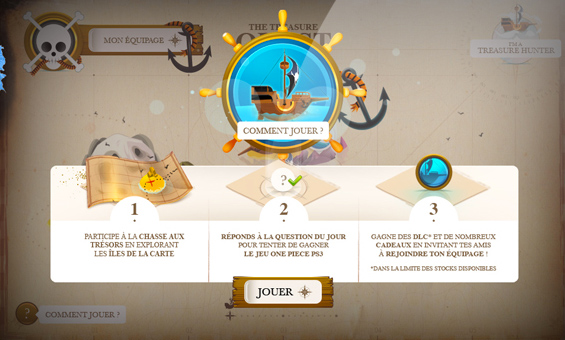 MON ÉQUIPAGE
THE TREASURE
QUEST
TREASURE HUNTER
COMMENT JOUER ?
?
1
PARTICIPE À LA CHASSE AUX
TRÉSORS EN EXPLORANT
LES ÎLES DE LA CARTE
2
RÉPONDS À LA QUESTION DU JOUR
POUR TENTER DE GAGNER
LE JEU ONE PIECE PS3
3
GAGNE DES DLC* ET DE NOMBREUX
CADEAUX EN INVITANT TES AMIS
À REJOINDRE TON ÉQUIPAGE !
*DANS LA LIMITE DES STOCKS DISPONIBLES
JOUER
?
COMMENT JOUER ?